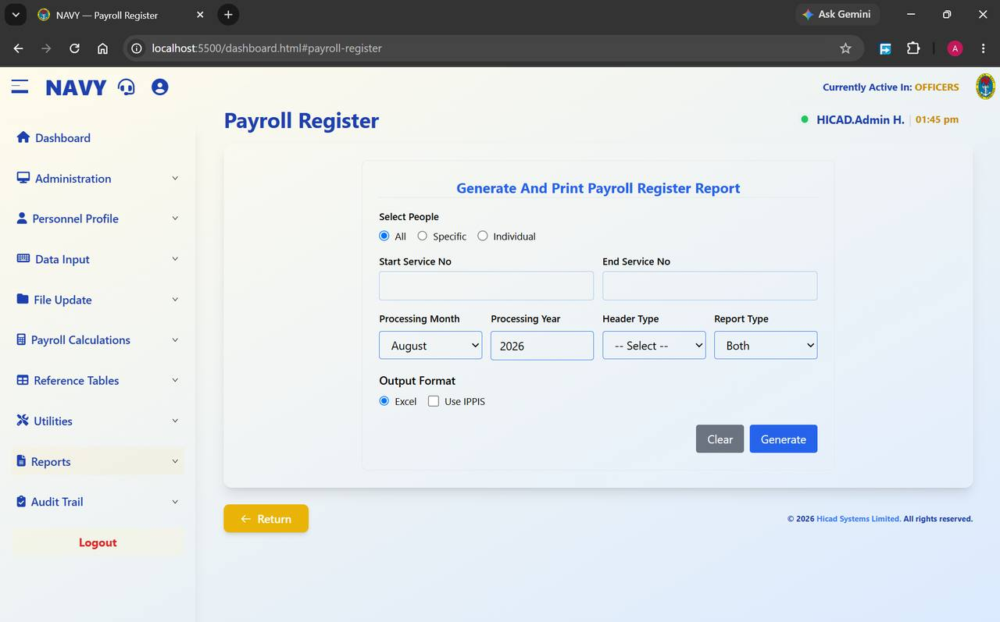 NAVY — Payroll Register
Ask Gemini
localhost:5500/dashboard.html#payroll-register
A
NAVY
Currently Active In: OFFICERS
Payroll Register
HICAD.Admin H. | 01:45 pm
Dashboard
Administration
Personnel Profile
Data Input
File Update
Payroll Calculations
Reference Tables
Utilities
Reports
Audit Trail
Logout
Generate And Print Payroll Register Report
Select People
All Specific Individual
Start Service No End Service No
Processing Month Processing Year Header Type Report Type
August 2026 -- Select -- Both
Output Format
Excel Use IPPIS
Clear Generate
Return
© 2026 Hicad Systems Limited. All rights reserved.